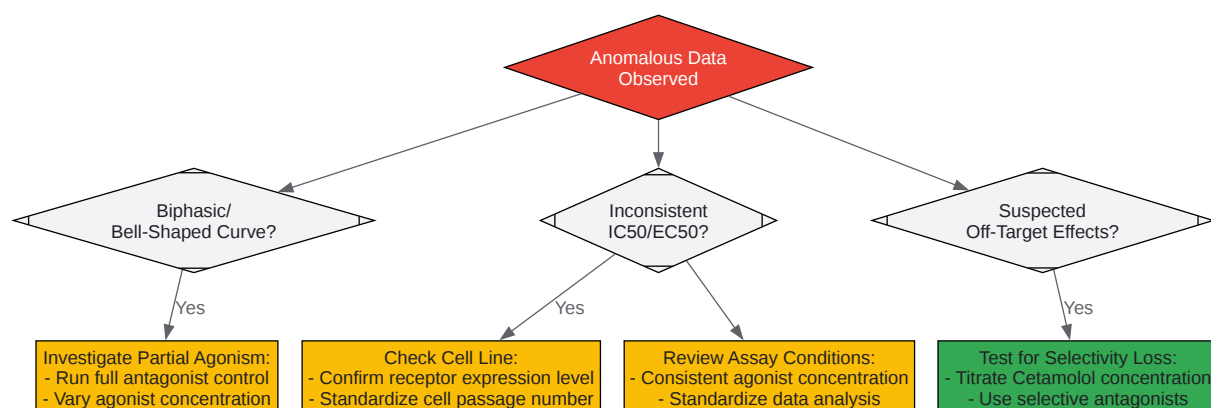 Anomalous Data
Observed
Biphasic/
Bell-Shaped Curve?
Inconsistent
IC50/EC50?
Suspected
Off-Target Effects?
Yes
Yes
Yes
Investigate Partial Agonism:
- Run full antagonist control
- Vary agonist concentration
Check Cell Line:
- Confirm receptor expression level
- Standardize cell passage number
Review Assay Conditions:
- Consistent agonist concentration
- Standardize data analysis
Test for Selectivity Loss:
- Titrate Cetamolol concentration
- Use selective antagonists